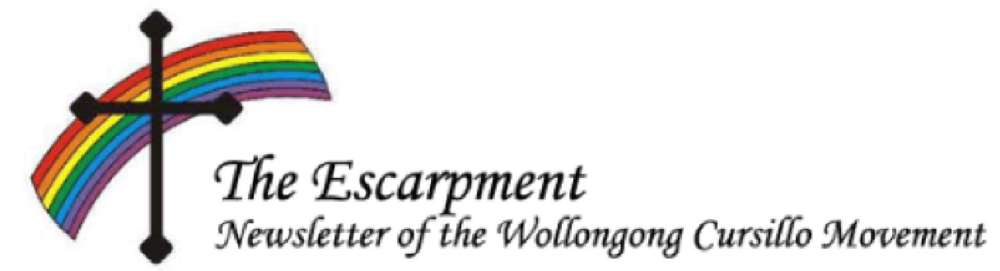 The Escarpment
Newsletter of the Wollongong Cursillo Movement